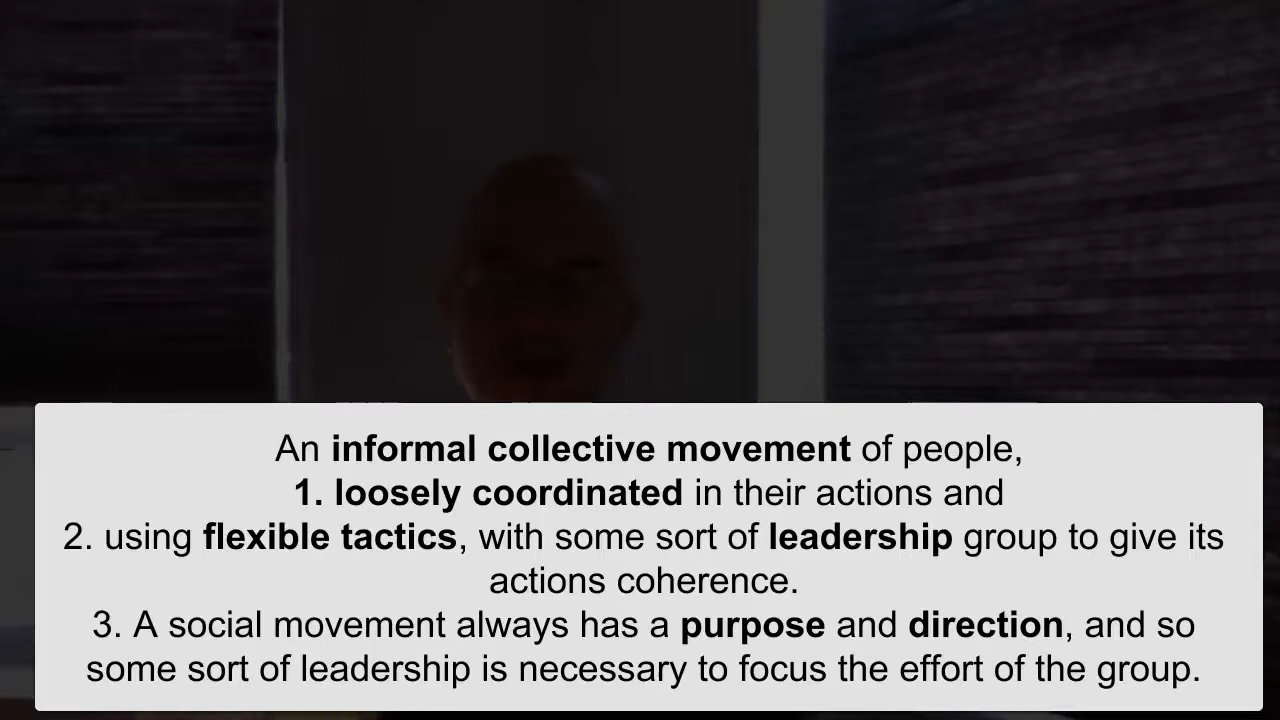 An informal collective movement of people,
1. loosely coordinated in their actions and
2. using flexible tactics, with some sort of leadership group to give its
actions coherence.
3. A social movement always has a purpose and direction, and so
some sort of leadership is necessary to focus the effort of the group.